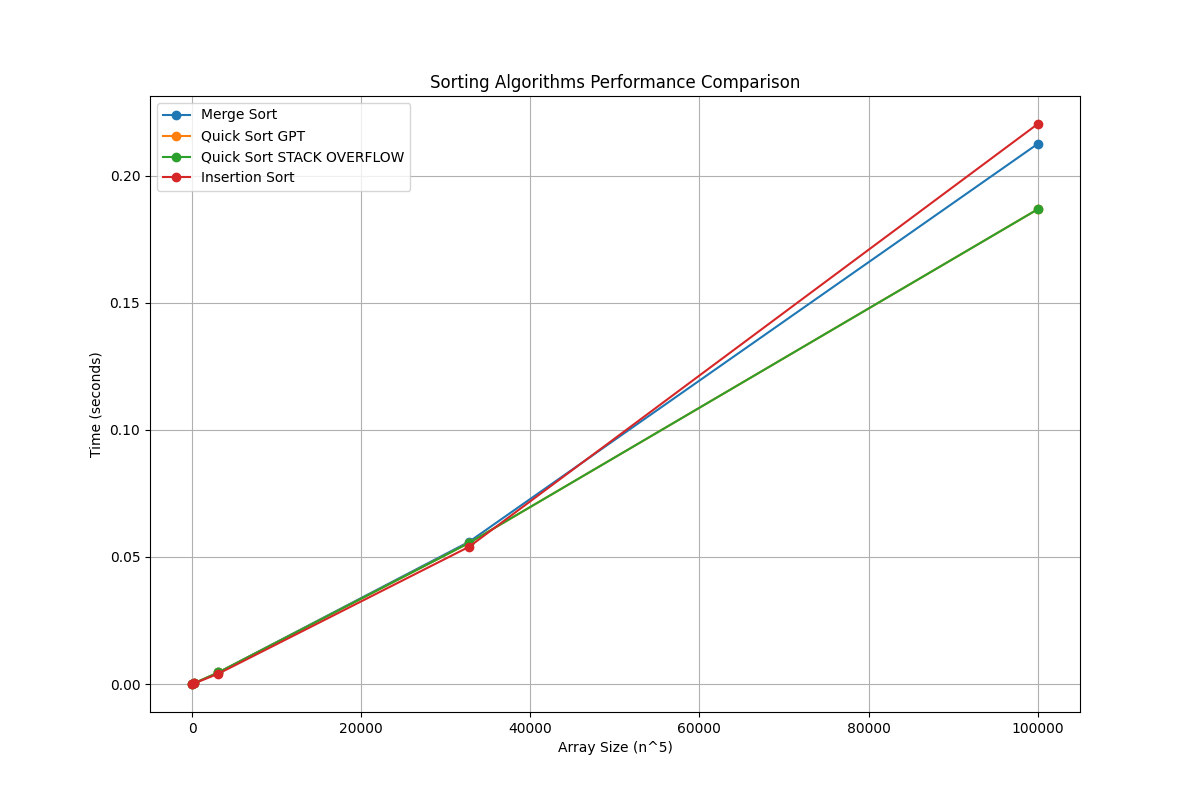 Sorting Algorithms Performance Comparison
Merge Sort
Quick Sort GPT
Quick Sort STACK OVERFLOW
Insertion Sort
Time (seconds)
0.20
0.15
0.10
0.05
0.00
0 20000 40000 60000 80000 100000
Array Size (n^5)